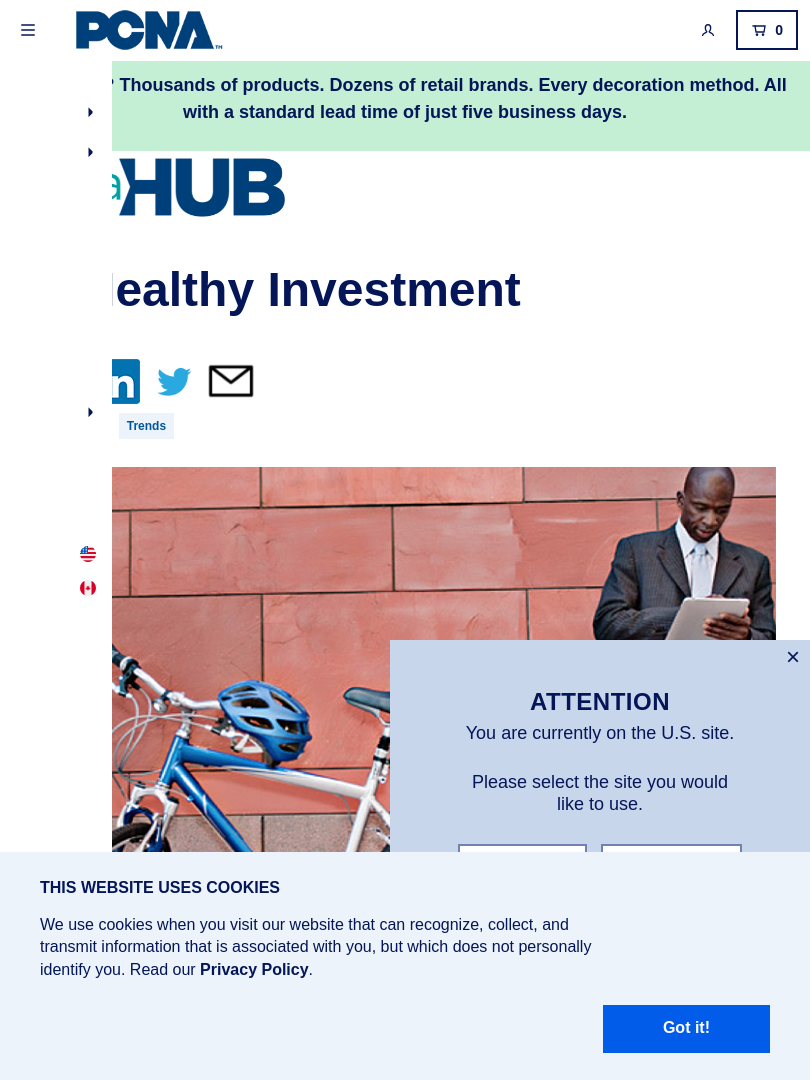 PCNA™
0
Thousands of products. Dozens of retail brands. Every decoration method. All
with a standard lead time of just five business days.
HUB
ealthy Investment
Trends
ATTENTION
You are currently on the U.S. site.
Please select the site you would
like to use.
THIS WEBSITE USES COOKIES
We use cookies when you visit our website that can recognize, collect, and
transmit information that is associated with you, but which does not personally
identify you. Read our Privacy Policy.
Got it!